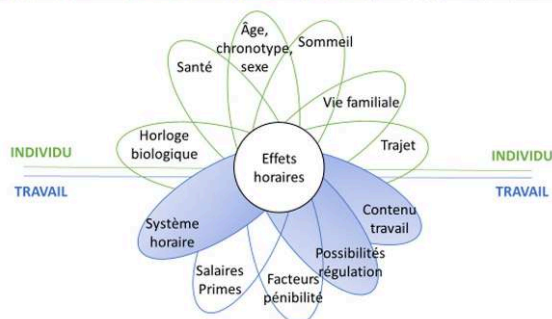 Âge,
chronotype,
sexe
Sommeil
Santé
Vie familiale
Horloge
biologique
Effets
horaires
Trajet
INDIVIDU
INDIVIDU
TRAVAIL
TRAVAIL
Système
horaire
Contenu
travail
Salaires
Primes
Facteurs
pénibilité
Possibilités
régulation